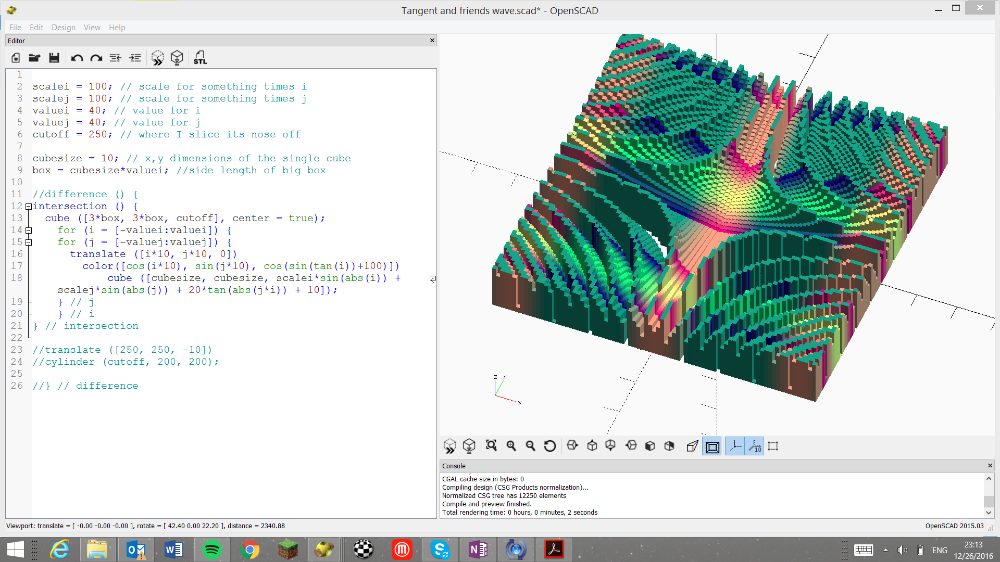 Tangent and friends wave.scad* - OpenSCAD
File Edit Design View Help
Editor
STL
1
2 scalei = 100; // scale for something times i
3 scalej = 100; // scale for something times j
4 valuei = 40; // value for i
5 valuej = 40; // value for j
6 cutoff = 250; // where I slice its nose off
7
8 cubesize = 10; // x,y dimensions of the single cube
9 box = cubesize*valuei; //side length of big box
10
11 //difference () {
12 intersection () {
13 cube ([3*box, 3*box, cutoff], center = true);
14 for (i = [-valuei:valuei]) {
15 for (j = [-valuej:valuej]) {
16 translate ([i*10, j*10, 0])
17 color([cos(i*10), sin(j*10), cos(sin(tan(i))+100)])
18 cube ([cubesize, cubesize, scalei*sin(abs(i)) +
scalej*sin(abs(j)) + 20*tan(abs(j*i)) + 10]);
19 } // j
20 } // i
21 } // intersection
22
23 //translate ([250, 250, -10])
24 //cylinder (cutoff, 200, 200);
25
26 //} // difference
z y
x
10
Console
CGAL cache size in bytes: 0
Compiling design (CSG Products normalization)...
Normalized CSG tree has 12250 elements
Compile and preview finished.
Total rendering time: 0 hours, 0 minutes, 2 seconds
Viewport: translate = [ -0.00 -0.00 -0.00 ], rotate = [ 42.40 0.00 22.20 ], distance = 2340.88
OpenSCAD 2015.03
ENG
23:13
12/26/2016